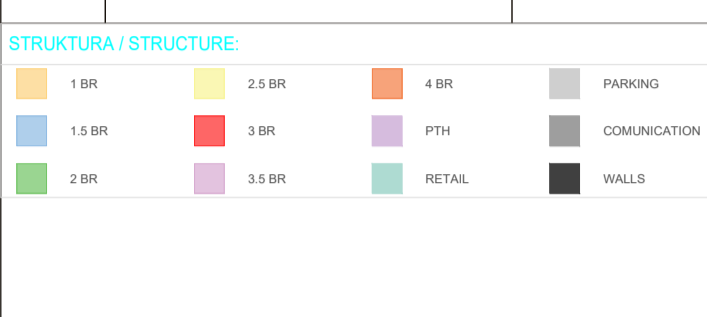 STRUKTURA / STRUCTURE:
1 BR
2.5 BR
4 BR
PARKING
1.5 BR
3 BR
PTH
COMUNICATION
2 BR
3.5 BR
RETAIL
WALLS